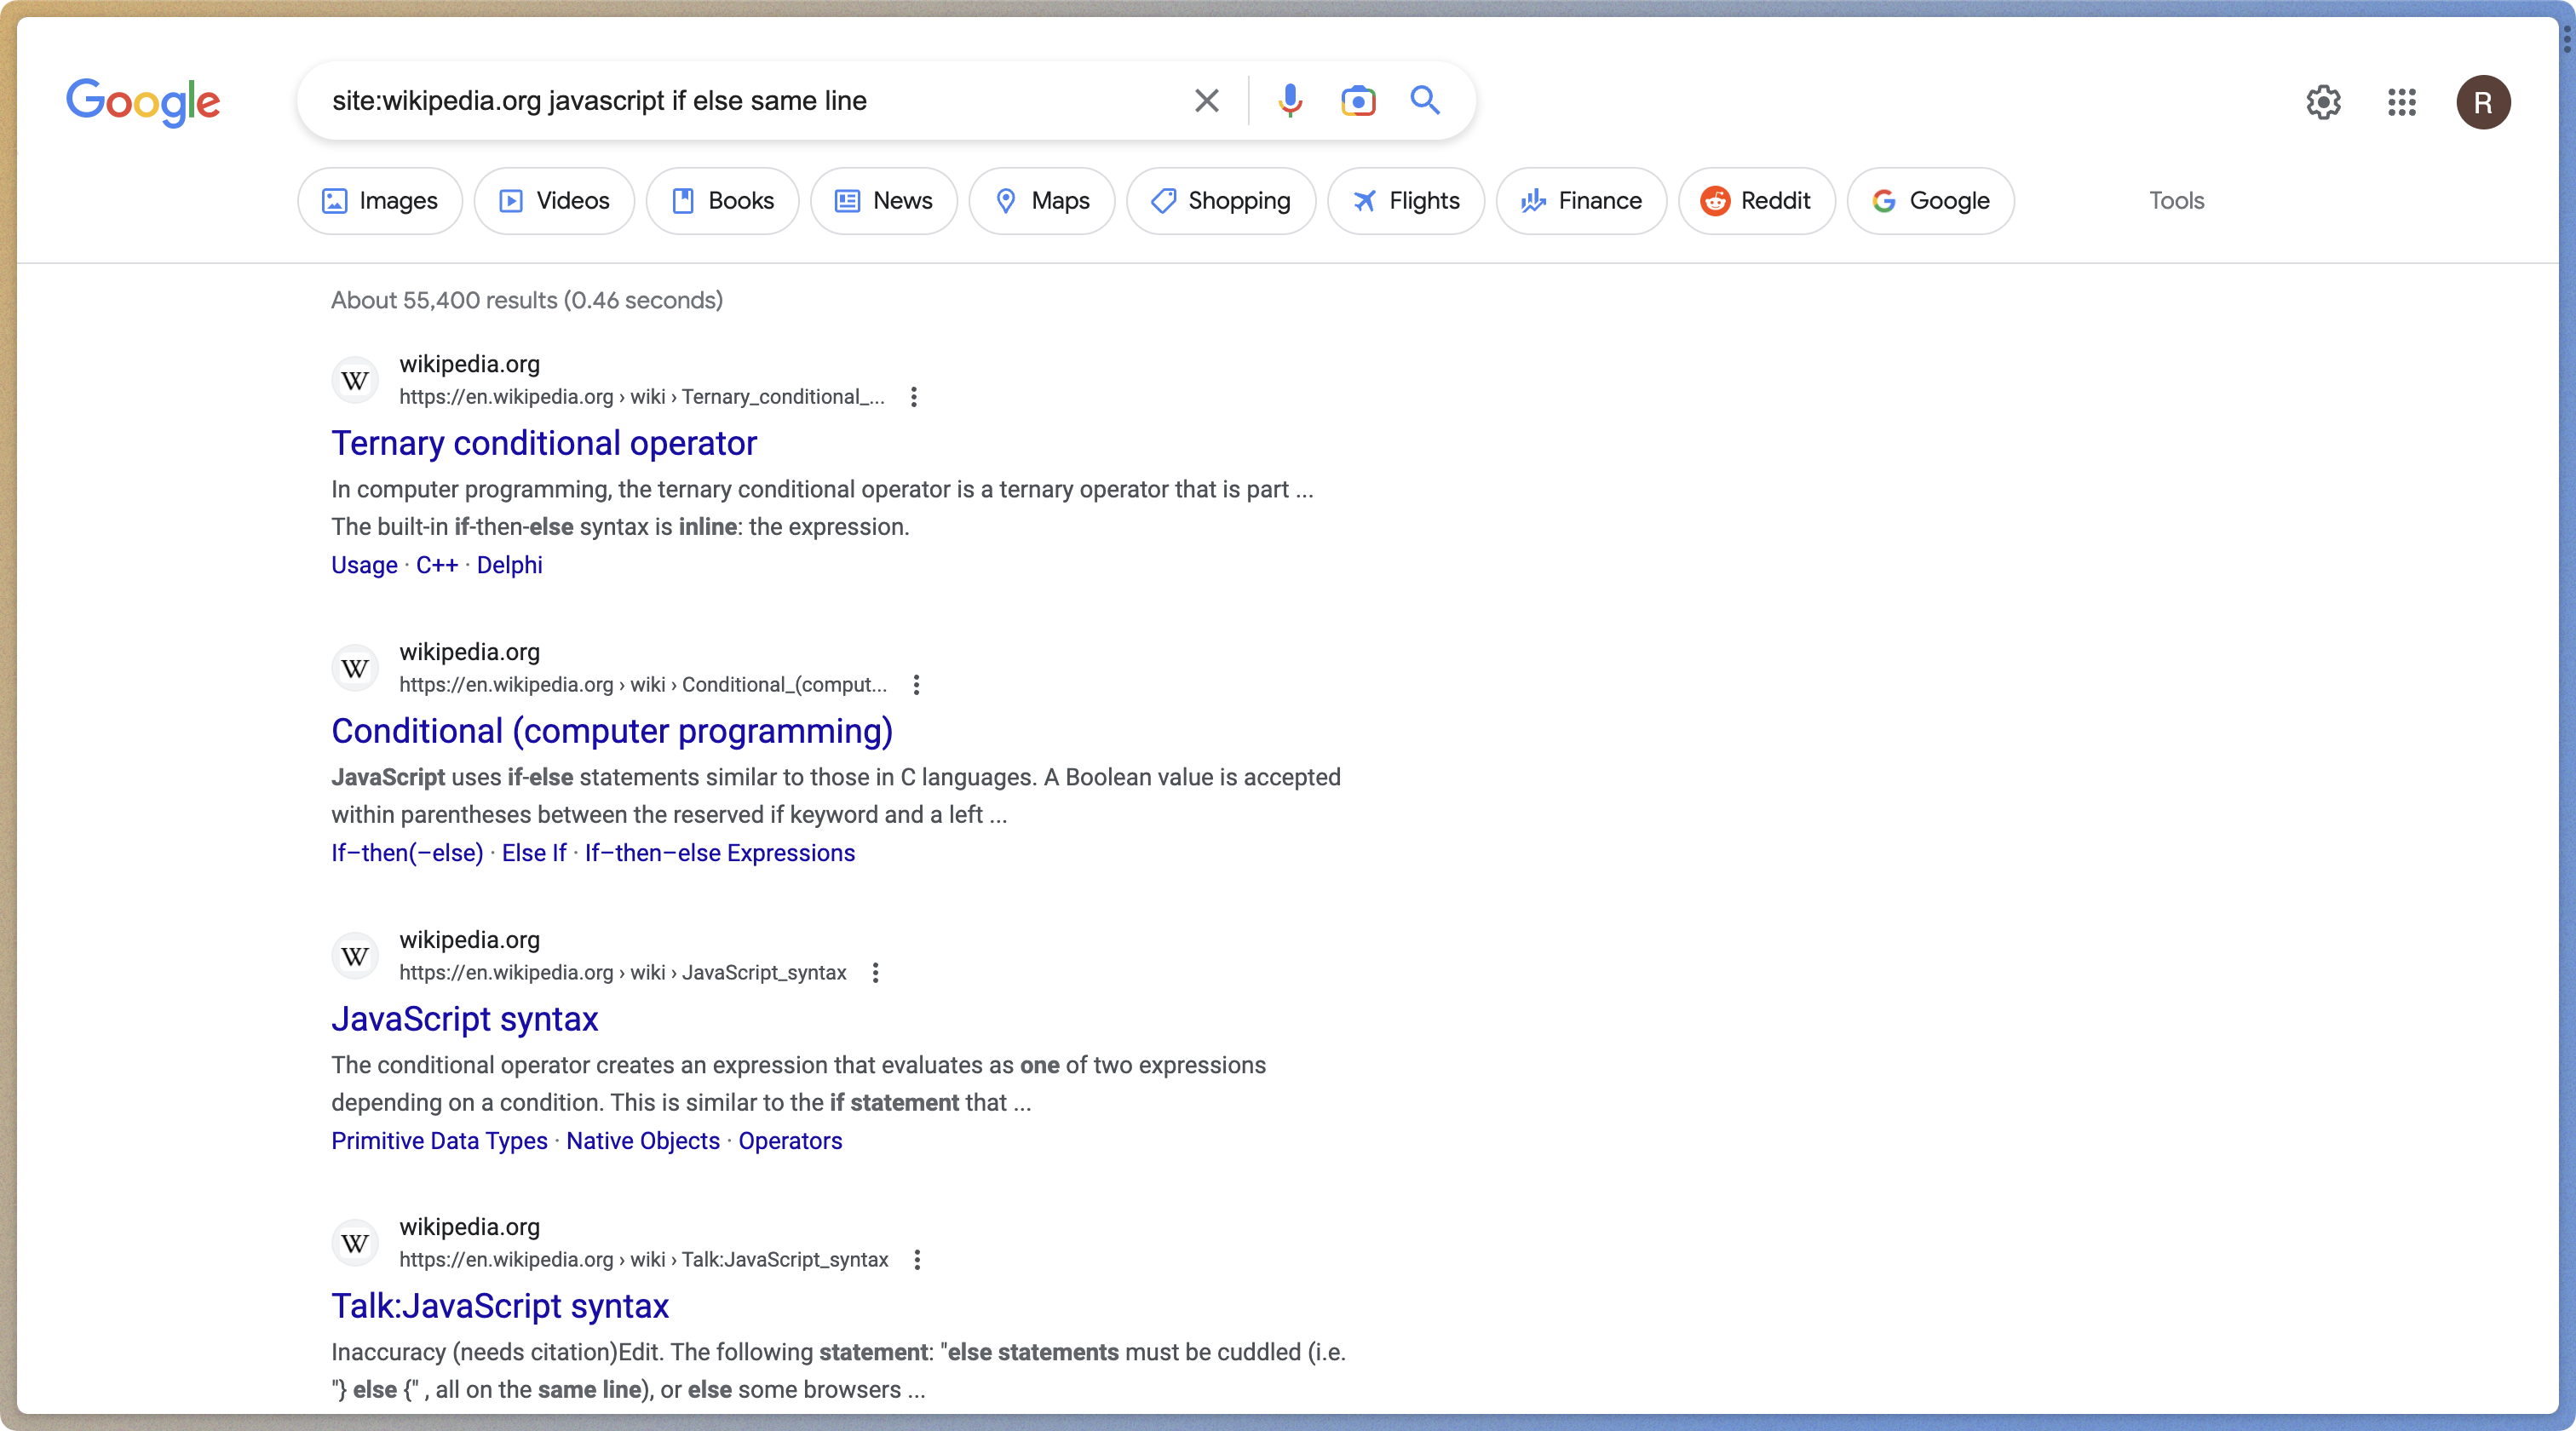 Google
site:wikipedia.org javascript if else same line
R
Images Videos Books News Maps Shopping Flights Finance Reddit Google Tools
About 55,400 results (0.46 seconds)
W
wikipedia.org
https://en.wikipedia.org › wiki › Ternary_conditional_...
Ternary conditional operator
In computer programming, the ternary conditional operator is a ternary operator that is part ...
The built-in if-then-else syntax is inline: the expression.
Usage · C++ · Delphi
W
wikipedia.org
https://en.wikipedia.org › wiki › Conditional_(comput...
Conditional (computer programming)
JavaScript uses if-else statements similar to those in C languages. A Boolean value is accepted
within parentheses between the reserved if keyword and a left ...
If–then(–else) · Else If · If–then–else Expressions
W
wikipedia.org
https://en.wikipedia.org › wiki › JavaScript_syntax
JavaScript syntax
The conditional operator creates an expression that evaluates as one of two expressions
depending on a condition. This is similar to the if statement that ...
Primitive Data Types · Native Objects · Operators
W
wikipedia.org
https://en.wikipedia.org › wiki › Talk:JavaScript_syntax
Talk:JavaScript syntax
Inaccuracy (needs citation)Edit. The following statement: "else statements must be cuddled (i.e.
"} else {" , all on the same line), or else some browsers ...